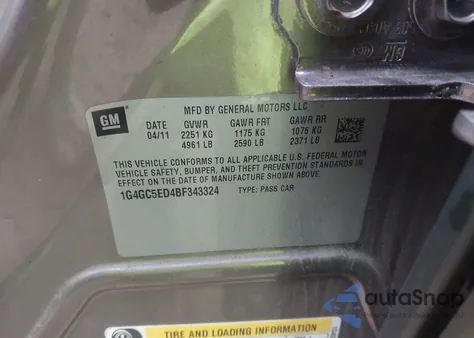 GM
MFD BY GENERAL MOTORS LLC
DATE GVWR GAWR FRT GAWR RR
04/11 2251 KG 1175 KG 1076 KG
4961 LB 2590 LB 2371 LB
THIS VEHICLE CONFORMS TO ALL APPLICABLE U.S. FEDERAL MOTOR
VEHICLE SAFETY, BUMPER, AND THEFT PREVENTION STANDARDS IN
EFFECT ON THE DATE OF MANUFACTURE SHOWN ABOVE.
1G4GC5ED4BF343324 TYPE: PASS CAR
TIRE AND LOADING INFORMATION
autoSnap